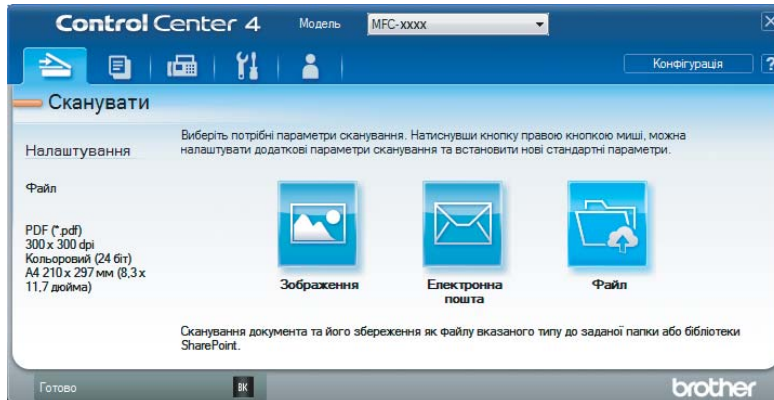 Control Center 4
Модель
MFC-xxxx
Конфігурація
?
Сканувати
Налаштування
Виберіть потрібні параметри сканування. Натиснувши кнопку правою кнопкою миші, можна
налаштувати додаткові параметри сканування та встановити нові стандартні параметри.
Файл
PDF (*.pdf)
300 x 300 dpi
Кольоровий (24 біт)
A4 210 x 297 мм (8,3 x
11,7 дюйма)
Зображення
Електронна
пошта
Файл
Сканування документа та його збереження як файлу вказаного типу до заданої папки або бібліотеки
SharePoint.
Готово
ВК
brother